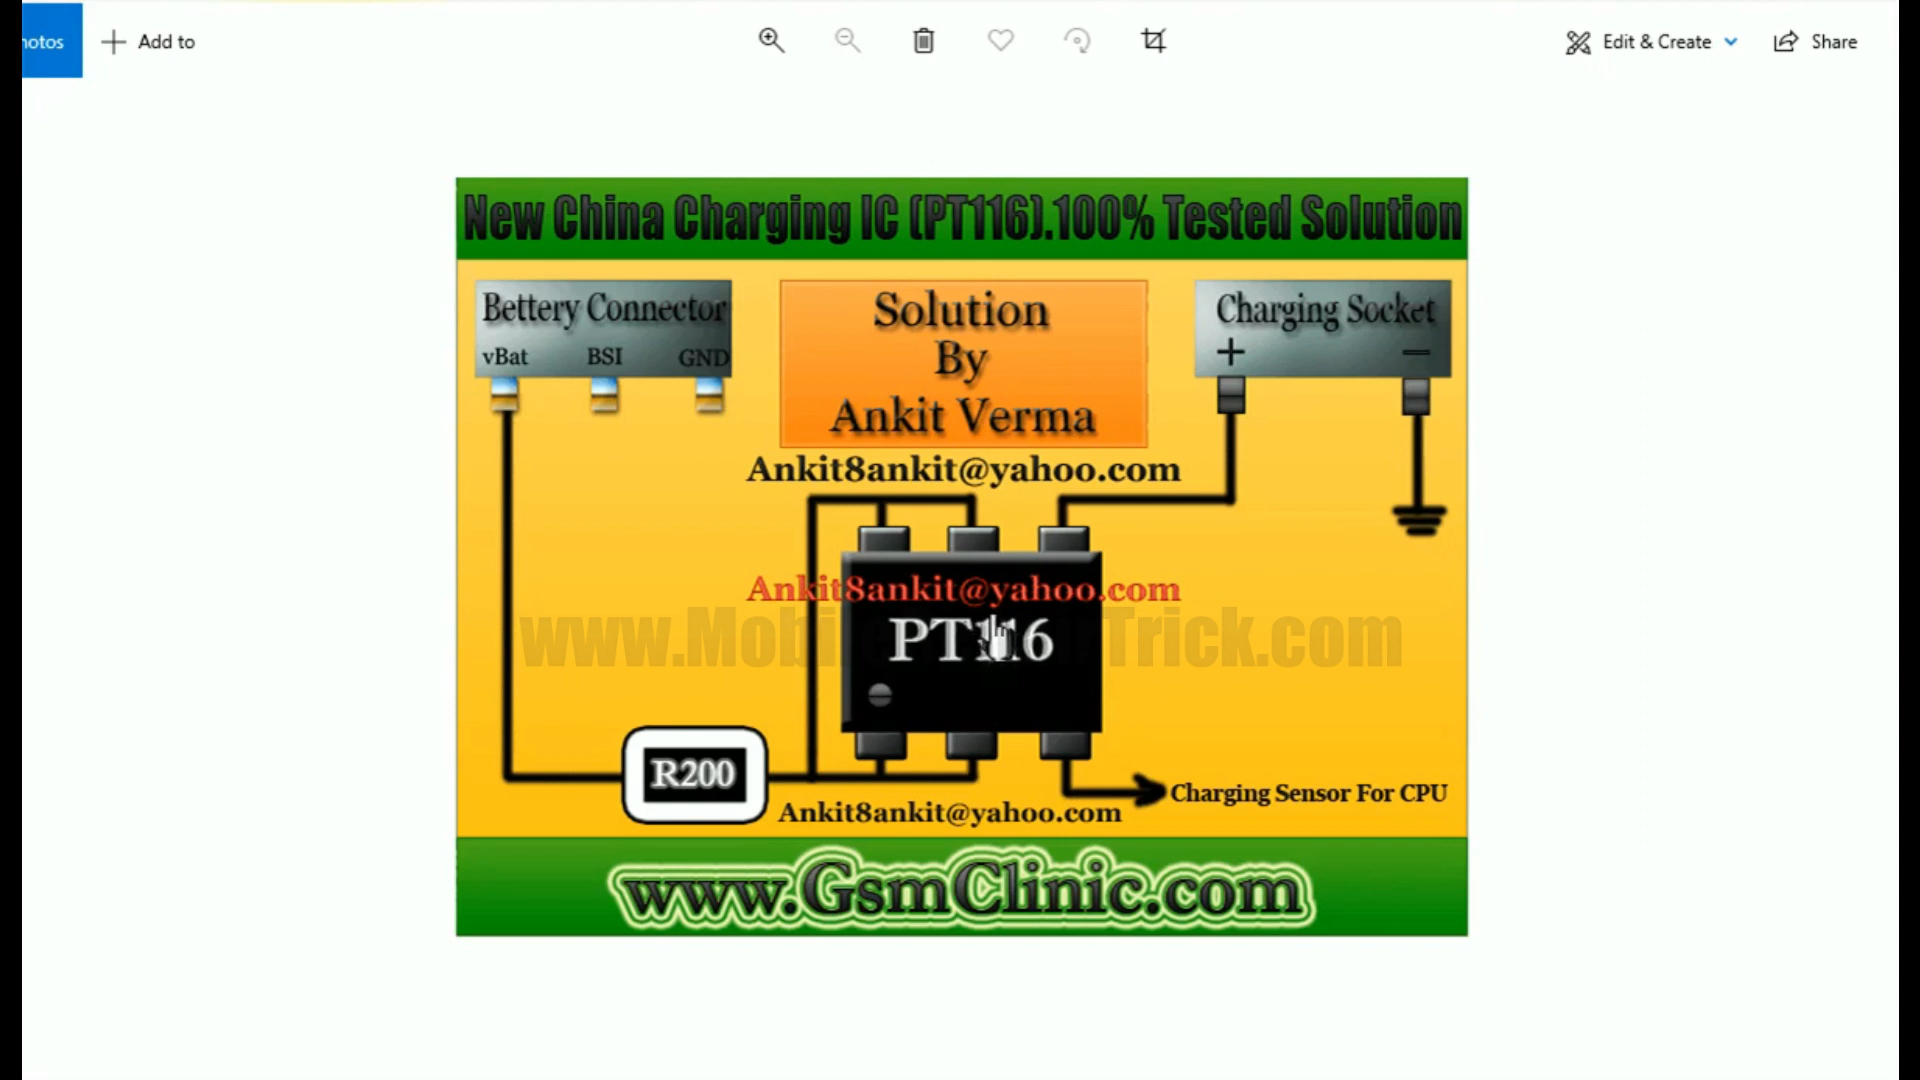 hotos
Add to
Edit & Create
Share
New China Charging IC (PT116).100% Tested Solution
Bettery Connector
vBat BSI GND
Solution
By
Ankit Verma
Charging Socket
+ −
Ankit8ankit@yahoo.com
Ankit8ankit@yahoo.com
PT116
R200
Charging Sensor For CPU
Ankit8ankit@yahoo.com
www.GsmClinic.com